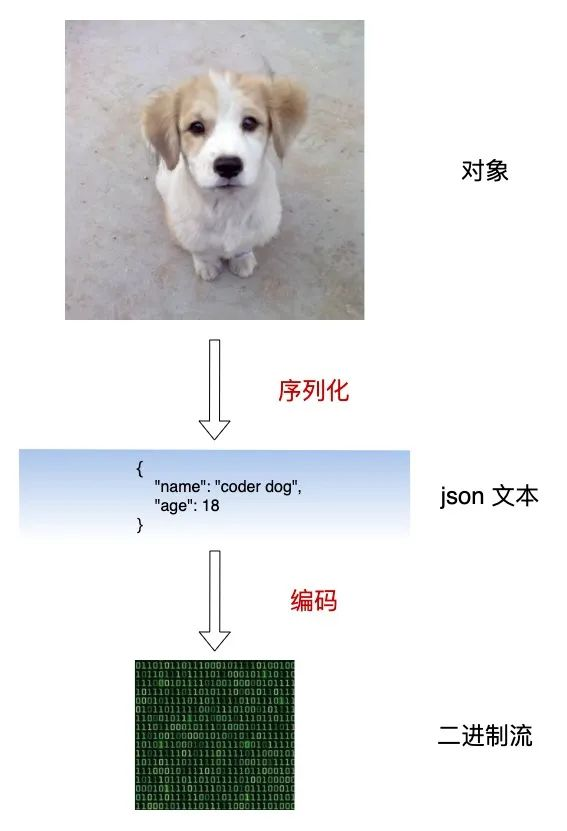 对象
序列化
{
"name": "coder dog",
"age": 18
}
json 文本
编码
二进制流